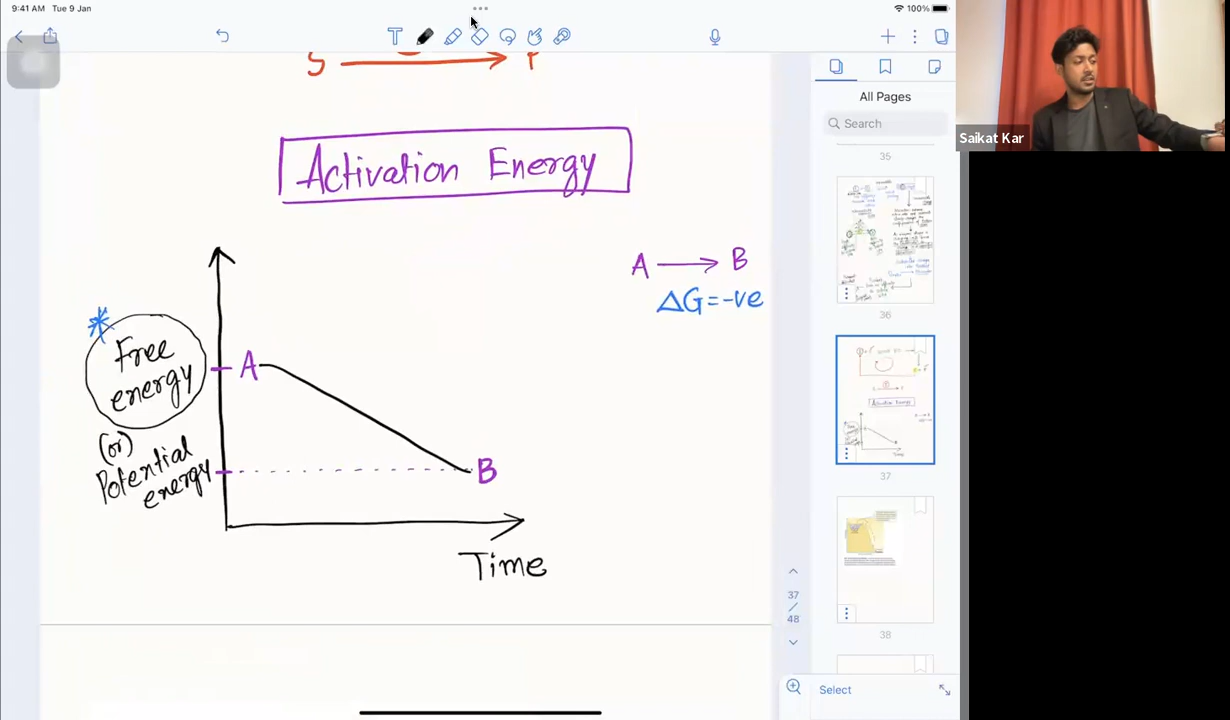 9:41 AM Tue 9 Jan
100%
S P
Activation Energy
A → B
ΔG = -ve
*
Free
energy
(or)
Potential
energy
A
B
Time
All Pages
Search
35
36
37
38
37
/
48
Select
Saikat Kar